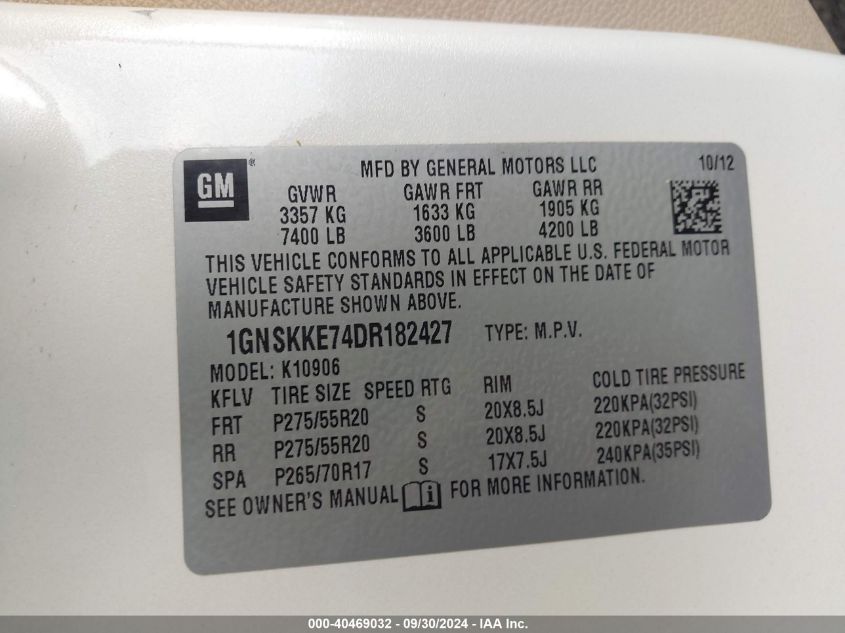 GM ® MFD BY GENERAL MOTORS LLC 10/12
GVWR GAWR FRT GAWR RR
3357 KG 1633 KG 1905 KG
7400 LB 3600 LB 4200 LB
THIS VEHICLE CONFORMS TO ALL APPLICABLE U.S. FEDERAL MOTOR
VEHICLE SAFETY STANDARDS IN EFFECT ON THE DATE OF
MANUFACTURE SHOWN ABOVE.
1GNSKKE74DR182427 TYPE: M.P.V.
MODEL: K10906
KFLV TIRE SIZE SPEED RTG RIM COLD TIRE PRESSURE
FRT P275/55R20 S 20X8.5J 220KPA(32PSI)
RR P275/55R20 S 20X8.5J 220KPA(32PSI)
SPA P265/70R17 S 17X7.5J 240KPA(35PSI)
SEE OWNER'S MANUAL i FOR MORE INFORMATION.
000-40469032 - 09/30/2024 - IAA Inc.